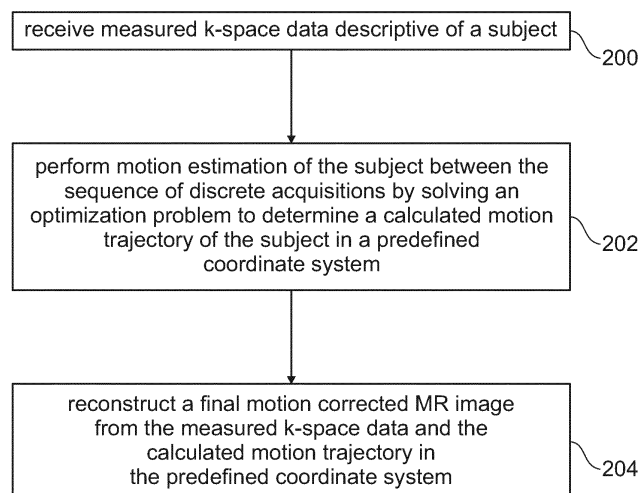 receive measured k-space data descriptive of a subject
200
perform motion estimation of the subject between the
sequence of discrete acquisitions by solving an
optimization problem to determine a calculated motion
trajectory of the subject in a predefined
coordinate system
202
reconstruct a final motion corrected MR image
from the measured k-space data and the
calculated motion trajectory in
the predefined coordinate system
204